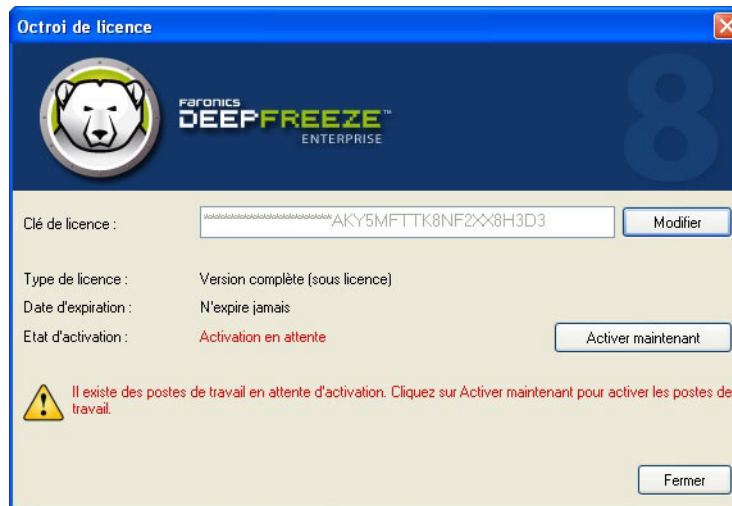 Octroi de licence
8
FARONICS
DEEPFREEZE™
ENTERPRISE
Clé de licence :
************************AKY5MFTTK8NF2XX8H3D3
Modifier
Type de licence :
Version complète (sous licence)
Date d'expiration :
N'expire jamais
Etat d'activation :
Activation en attente
Activer maintenant
Il existe des postes de travail en attente d'activation. Cliquez sur Activer maintenant pour activer les postes de
travail.
Fermer